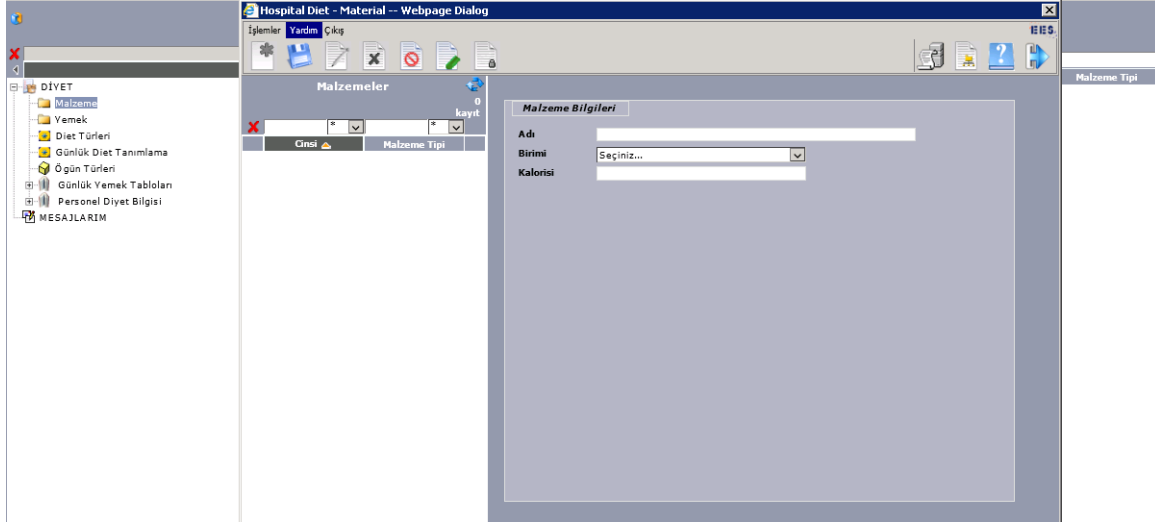 Hospital Diet - Material -- Webpage Dialog
İşlemler Yardım Çıkış
EES.
Malzemeler
0
kayıt
* *
Cinsi Malzeme Tipi
Malzeme Bilgileri
Adı
Birimi Seçiniz...
Kalorisi
DİYET
Malzeme
Yemek
Diet Türleri
Günlük Diet Tanımlama
Öğün Türleri
Günlük Yemek Tabloları
Personel Diyet Bilgisi
MESAJLARIM
Malzeme Tipi